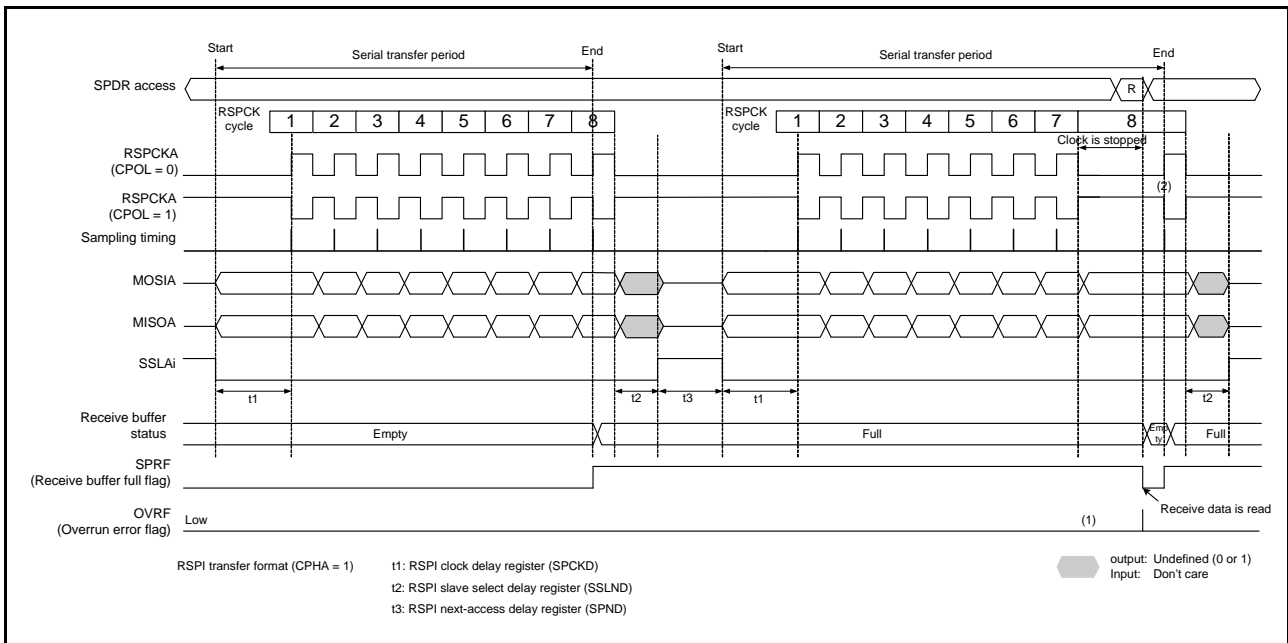 Start Serial transfer period End Start Serial transfer period End
SPDR access R
RSPCK cycle 1 2 3 4 5 6 7 8 RSPCK cycle 1 2 3 4 5 6 7 8
Clock is stopped
RSPCKA
(CPOL = 0)
(2)
RSPCKA
(CPOL = 1)
Sampling timing
MOSIA
MISOA
SSLAi
t1 t2 t3 t1 t2
Receive buffer
status
Empty Full Empty Full
SPRF
(Receive buffer full flag)
Receive data is read
OVRF
(Overrun error flag)
Low (1)
RSPI transfer format (CPHA = 1) t1: RSPI clock delay register (SPCKD)
t2: RSPI slave select delay register (SSLND)
t3: RSPI next-access delay register (SPND)
output: Undefined (0 or 1)
Input: Don't care